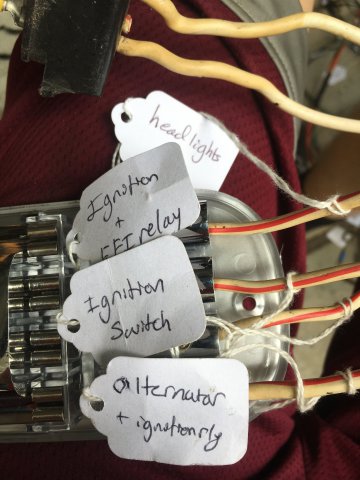 headlights
Ignition
+
EFI relay
Ignition
Switch
alternator
+ ignition rly